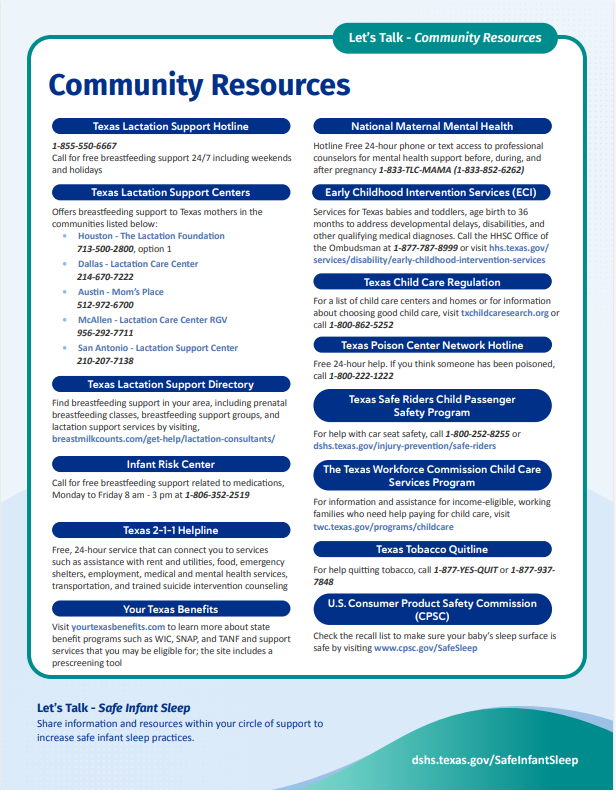 Let's Talk - Community Resources
Community Resources
Texas Lactation Support Hotline
1-855-550-6667
Call for free breastfeeding support 24/7 including weekends
and holidays
Texas Lactation Support Centers
Offers breastfeeding support to Texas mothers in the
communities listed below:
• Houston - The Lactation Foundation
713-500-2800, option 1
• Dallas - Lactation Care Center
214-670-7222
• Austin - Mom's Place
512-972-6700
• McAllen - Lactation Care Center RGV
956-292-7711
• San Antonio - Lactation Support Center
210-207-7138
Texas Lactation Support Directory
Find breastfeeding support in your area, including prenatal
breastfeeding classes, breastfeeding support groups, and
lactation support services by visiting,
breastmilkcounts.com/get-help/lactation-consultants/
Infant Risk Center
Call for free breastfeeding support related to medications,
Monday to Friday 8 am - 3 pm at 1-806-352-2519
Texas 2-1-1 Helpline
Free, 24-hour service that can connect you to services
such as assistance with rent and utilities, food, emergency
shelters, employment, medical and mental health services,
transportation, and trained suicide intervention counseling
Your Texas Benefits
Visit yourtexasbenefits.com to learn more about state
benefit programs such as WIC, SNAP, and TANF and support
services that you may be eligible for; the site includes a
prescreening tool
National Maternal Mental Health
Hotline Free 24-hour phone or text access to professional
counselors for mental health support before, during, and
after pregnancy 1-833-TLC-MAMA (1-833-852-6262)
Early Childhood Intervention Services (ECI)
Services for Texas babies and toddlers, age birth to 36
months to address developmental delays, disabilities, and
other qualifying medical diagnoses. Call the HHSC Office of
the Ombudsman at 1-877-787-8999 or visit hhs.texas.gov/
services/disability/early-childhood-intervention-services
Texas Child Care Regulation
For a list of child care centers and homes or for information
about choosing good child care, visit txchildcaresearch.org or
call 1-800-862-5252
Texas Poison Center Network Hotline
Free 24-hour help. If you think someone has been poisoned,
call 1-800-222-1222
Texas Safe Riders Child Passenger
Safety Program
For help with car seat safety, call 1-800-252-8255 or
dshs.texas.gov/injury-prevention/safe-riders
The Texas Workforce Commission Child Care
Services Program
For information and assistance for income-eligible, working
families who need help paying for child care, visit
twc.texas.gov/programs/childcare
Texas Tobacco Quitline
For help quitting tobacco, call 1-877-YES-QUIT or 1-877-937-
7848
U.S. Consumer Product Safety Commission
(CPSC)
Check the recall list to make sure your baby's sleep surface is
safe by visiting www.cpsc.gov/SafeSleep
Let's Talk - Safe Infant Sleep
Share information and resources within your circle of support to
increase safe infant sleep practices.
dshs.texas.gov/SafeInfantSleep